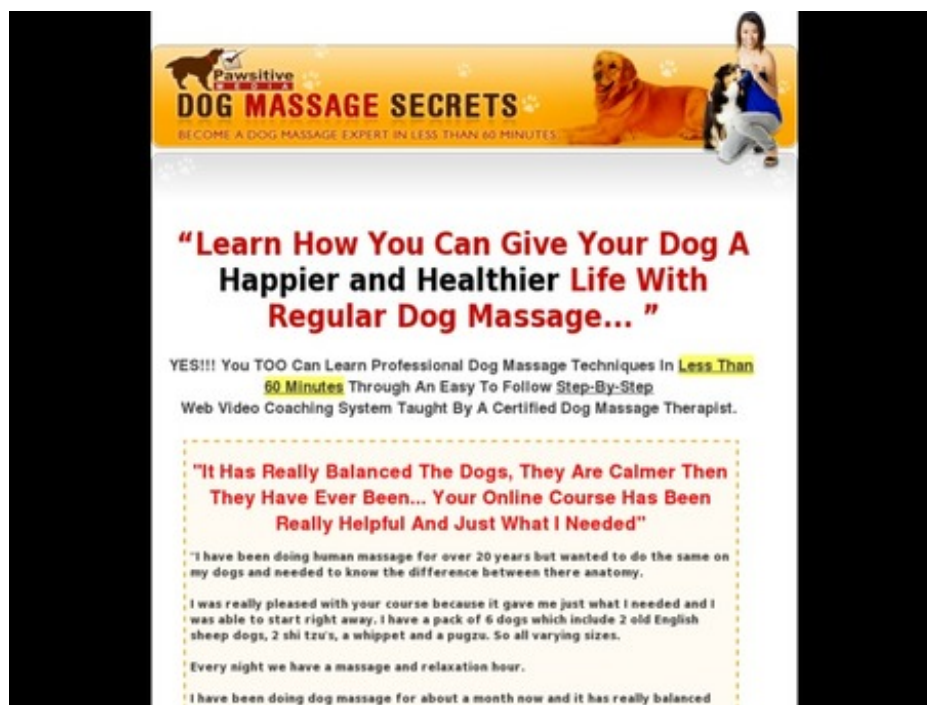 Pawsitive
MEDIA
DOG MASSAGE SECRETS
BECOME A DOG MASSAGE EXPERT IN LESS THAN 60 MINUTES
“Learn How You Can Give Your Dog A
Happier and Healthier Life With
Regular Dog Massage... ”
YES!!! You TOO Can Learn Professional Dog Massage Techniques In Less Than
60 Minutes Through An Easy To Follow Step-By-Step
Web Video Coaching System Taught By A Certified Dog Massage Therapist.
"It Has Really Balanced The Dogs, They Are Calmer Then
They Have Ever Been... Your Online Course Has Been
Really Helpful And Just What I Needed"
"I have been doing human massage for over 20 years but wanted to do the same on
my dogs and needed to know the difference between there anatomy.
I was really pleased with your course because it gave me just what I needed and I
was able to start right away. I have a pack of 6 dogs which include 2 old English
sheep dogs, 2 shi tzu's, a whippet and a pugzu. So all varying sizes.
Every night we have a massage and relaxation hour.
I have been doing dog massage for about a month now and it has really balanced